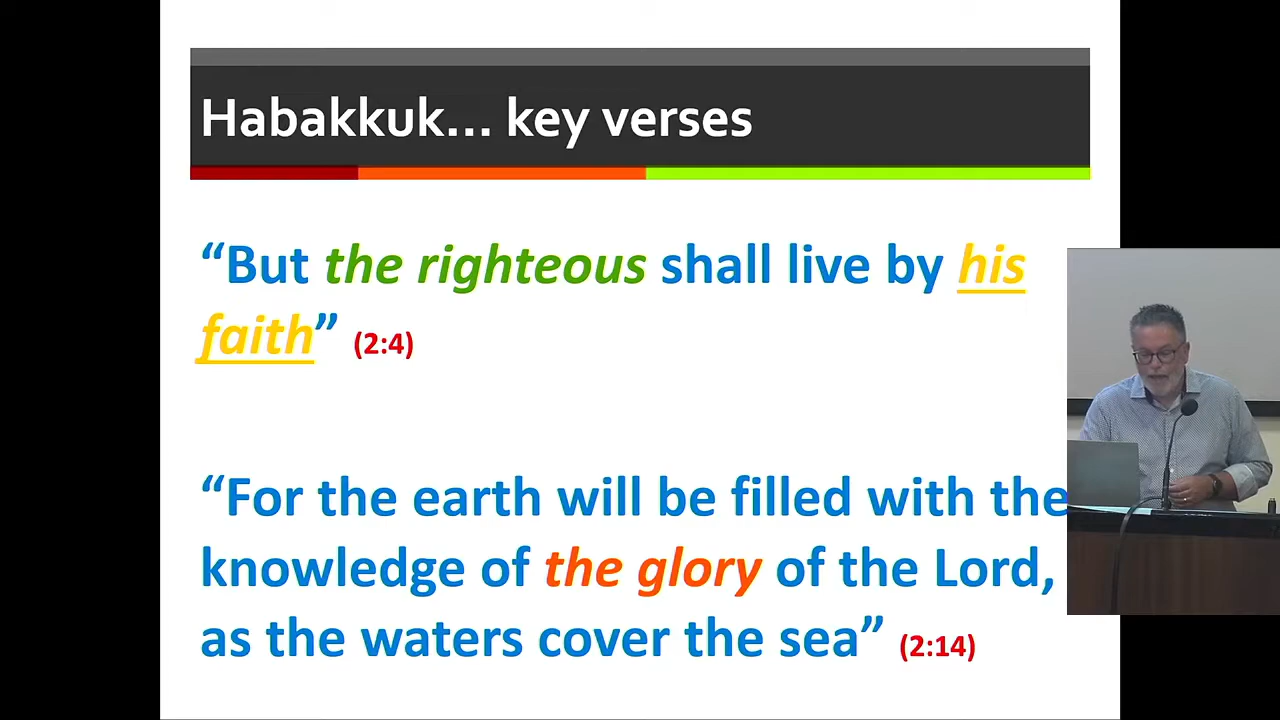 Habakkuk... key verses
“But the righteous shall live by his
faith” (2:4)
“For the earth will be filled with the
knowledge of the glory of the Lord,
as the waters cover the sea” (2:14)